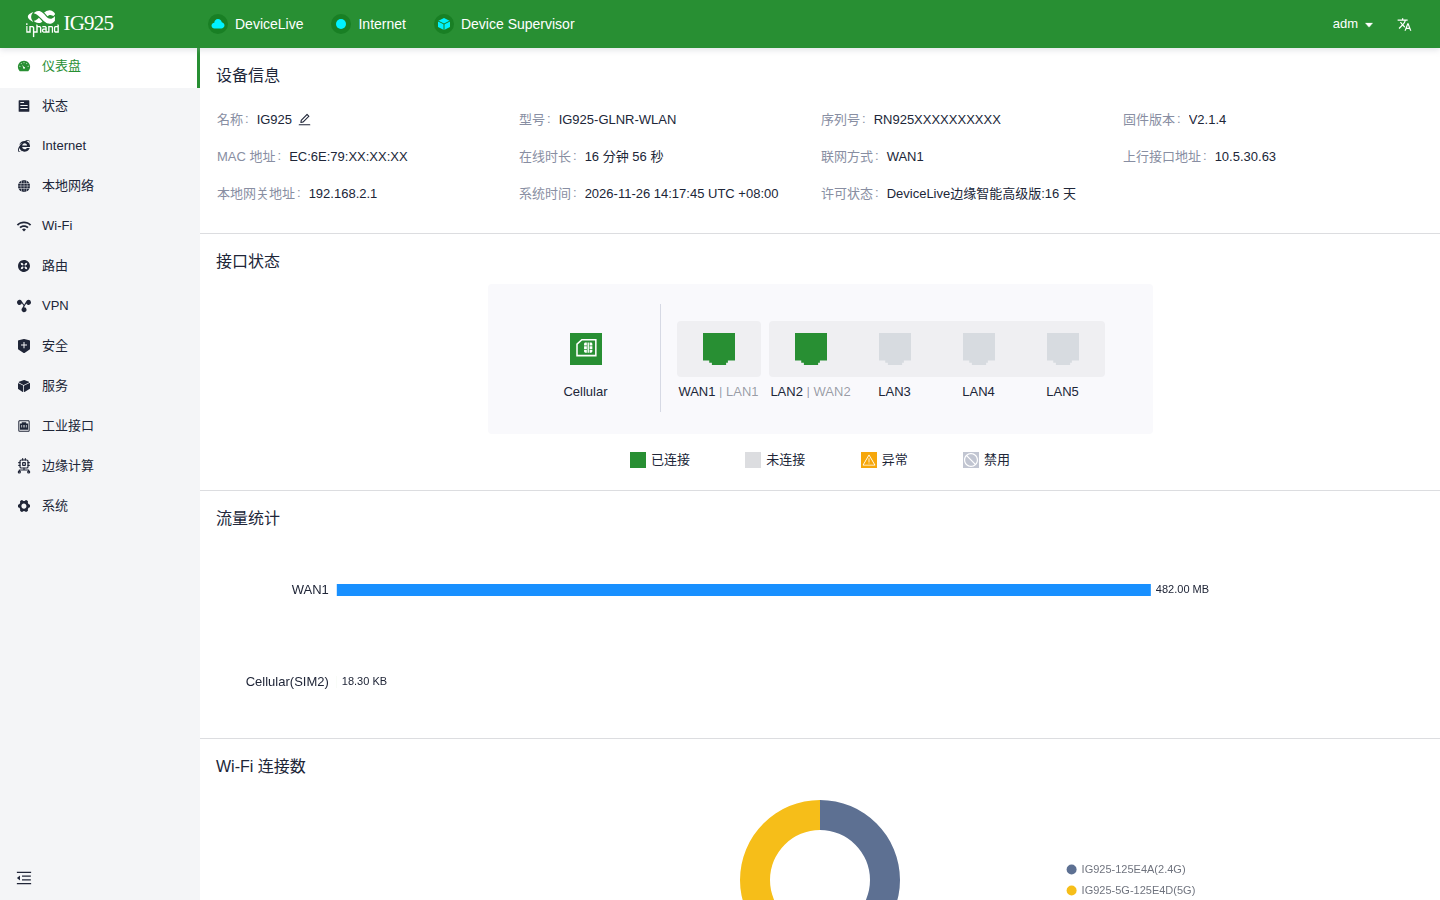 inhand IG925 DeviceLive Internet Device Supervisor adm
仪表盘
状态
Internet
本地网络
Wi-Fi
路由
VPN
安全
服务
工业接口
边缘计算
系统
设备信息
名称: IG925 型号: IG925-GLNR-WLAN 序列号: RN925XXXXXXXXXX 固件版本: V2.1.4
MAC 地址: EC:6E:79:XX:XX:XX 在线时长: 16 分钟 56 秒 联网方式: WAN1 上行接口地址: 10.5.30.63
本地网关地址: 192.168.2.1 系统时间: 2026-11-26 14:17:45 UTC +08:00 许可状态: DeviceLive边缘智能高级版:16 天
接口状态
Cellular WAN1 | LAN1 LAN2 | WAN2 LAN3 LAN4 LAN5
已连接 未连接 异常 禁用
流量统计
WAN1 482.00 MB
Cellular(SIM2) 18.30 KB
Wi-Fi 连接数
IG925-125E4A(2.4G)
IG925-5G-125E4D(5G)